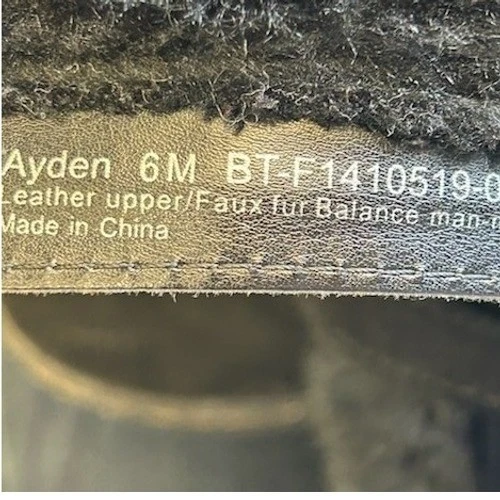 Ayden 6M BT-F1410519-0
Leather upper/Faux fur Balance man-
Made in China